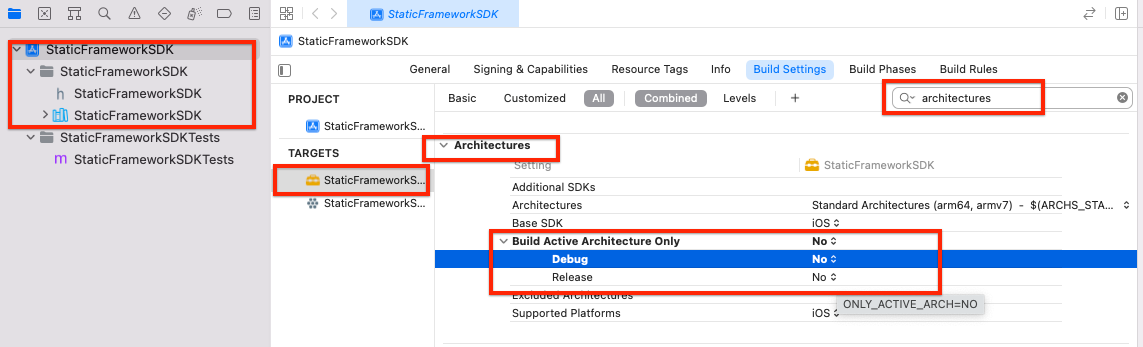 StaticFrameworkSDK
StaticFrameworkSDK
StaticFrameworkSDK
StaticFrameworkSDK
StaticFrameworkSDKTests
StaticFrameworkSDKTests
StaticFrameworkSDK
StaticFrameworkSDK
General Signing & Capabilities Resource Tags Info Build Settings Build Phases Build Rules
PROJECT
StaticFrameworkS...
TARGETS
StaticFrameworkS...
StaticFrameworkS...
Basic Customized All Combined Levels + architectures
Architectures
Setting StaticFrameworkSDK
Additional SDKs
Architectures Standard Architectures (arm64, armv7) - $(ARCHS_STA...
Base SDK iOS
Build Active Architecture Only No
Debug No
Release No
Excluded Architectures
ONLY_ACTIVE_ARCH=NO
Supported Platforms iOS